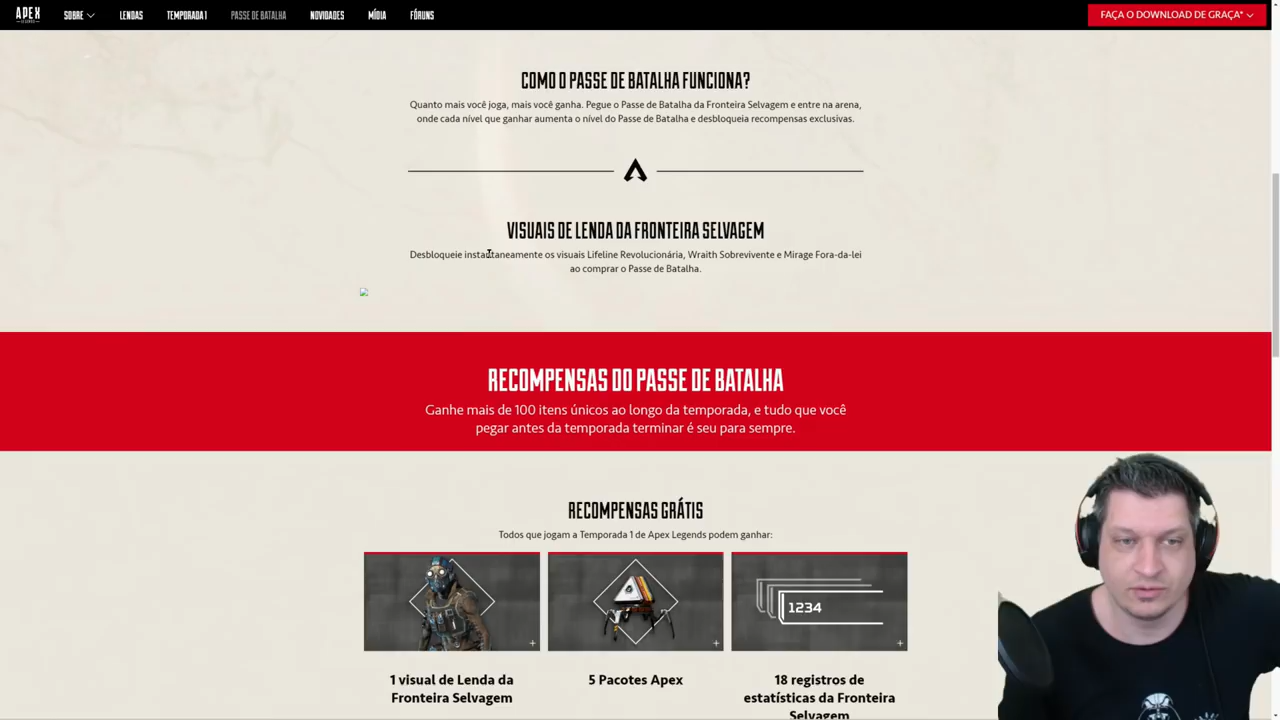 APEX
SOBRE
LENDAS
TEMPORADA 1
PASSE DE BATALHA
NOVIDADES
MÍDIA
FÓRUNS
FAÇA O DOWNLOAD DE GRAÇA*
COMO O PASSE DE BATALHA FUNCIONA?
Quanto mais você joga, mais você ganha. Pegue o Passe de Batalha da Fronteira Selvagem e entre na arena,
onde cada nível que ganhar aumenta o nível do Passe de Batalha e desbloqueia recompensas exclusivas.
VISUAIS DE LENDA DA FRONTEIRA SELVAGEM
Desbloqueie instantaneamente os visuais Lifeline Revolucionária, Wraith Sobrevivente e Mirage Fora-da-lei
ao comprar o Passe de Batalha.
RECOMPENSAS DO PASSE DE BATALHA
Ganhe mais de 100 itens únicos ao longo da temporada, e tudo que você
pegar antes da temporada terminar é seu para sempre.
RECOMPENSAS GRÁTIS
Todos que jogam a Temporada 1 de Apex Legends podem ganhar:
1234
1 visual de Lenda da
Fronteira Selvagem
5 Pacotes Apex
18 registros de
estatísticas da Fronteira
Selvagem